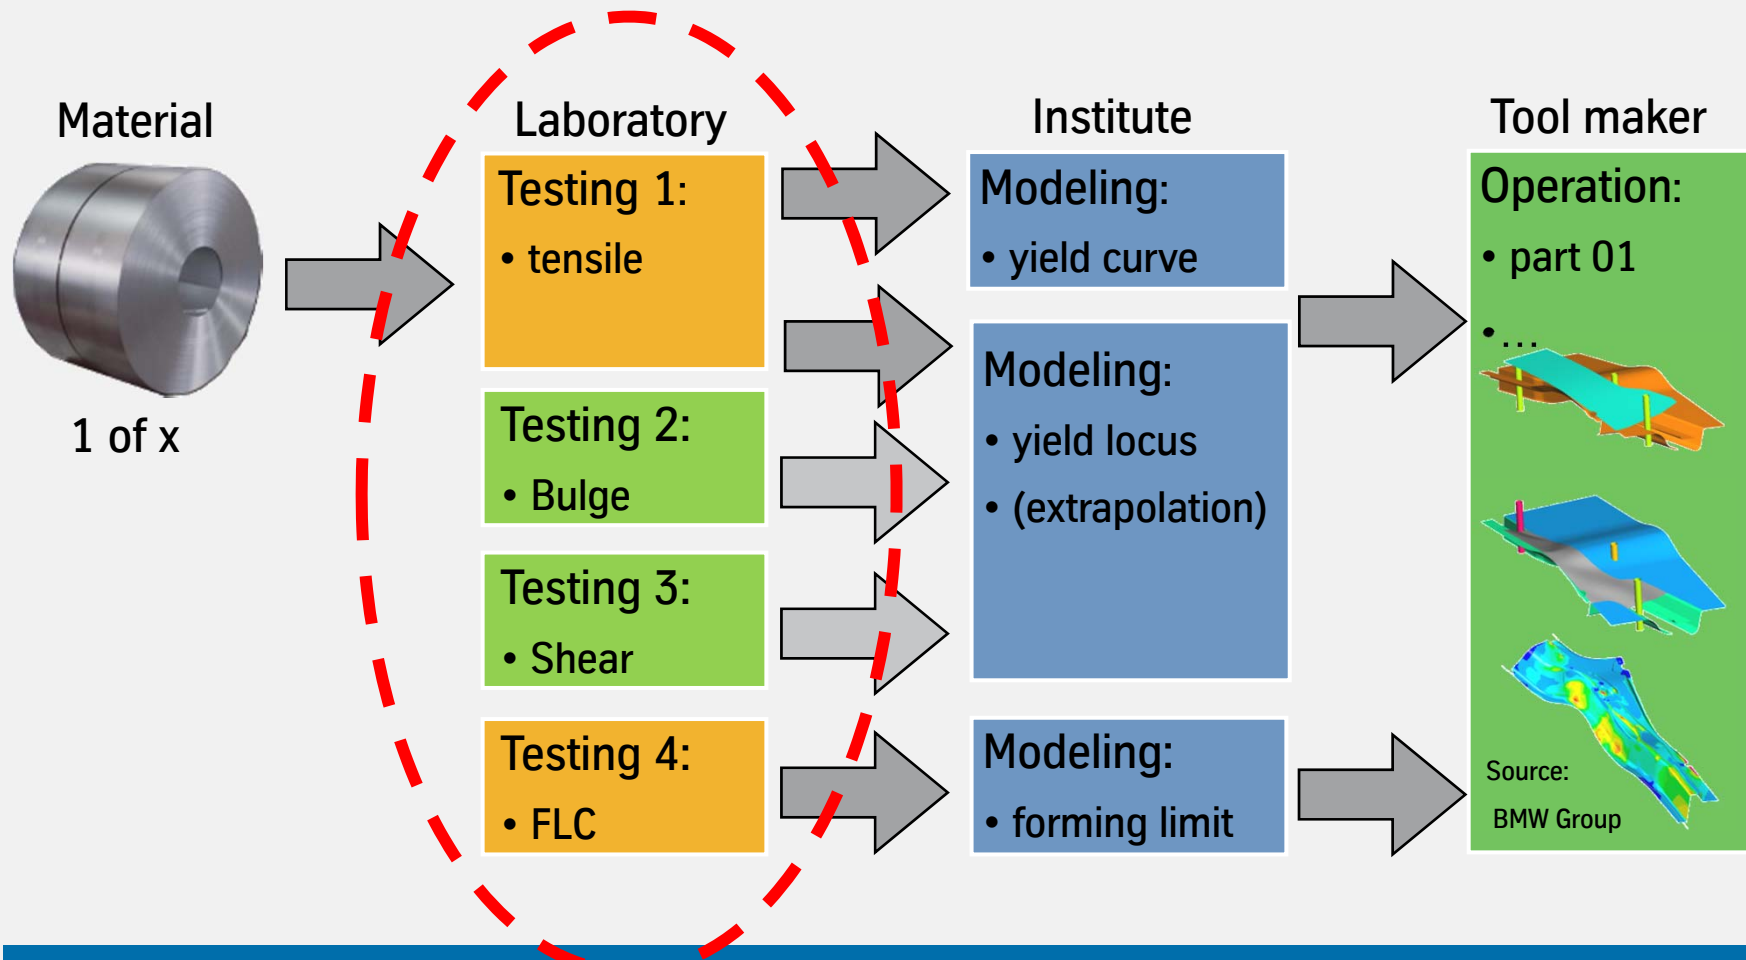 Material
1 of x
Laboratory
Testing 1:
• tensile
Testing 2:
• Bulge
Testing 3:
• Shear
Testing 4:
• FLC
Institute
Modeling:
• yield curve
Modeling:
• yield locus
• (extrapolation)
Modeling:
• forming limit
Tool maker
Operation:
• part 01
•...
Source:
BMW Group